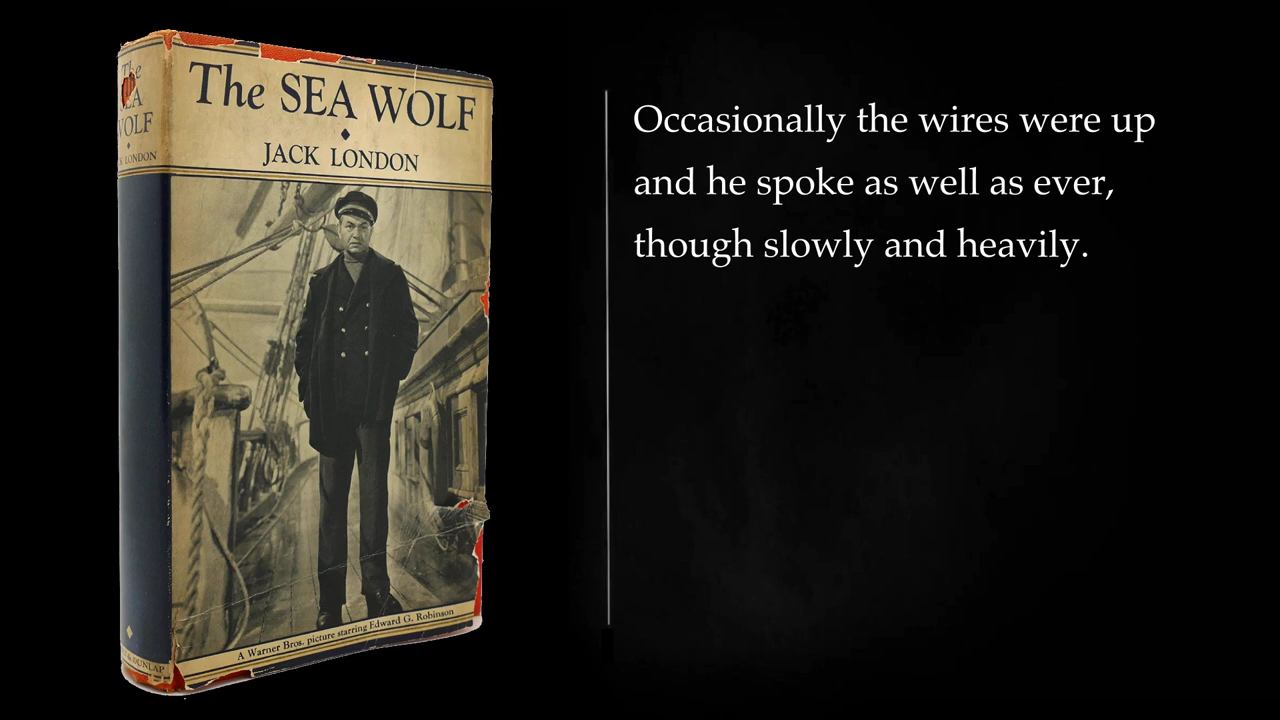 The SEA WOLF
JACK LONDON
The
SEA
WOLF
LONDON
A Warner Bros. picture starring Edward G. Robinson
DUNLAP
Occasionally the wires were up
and he spoke as well as ever,
though slowly and heavily.